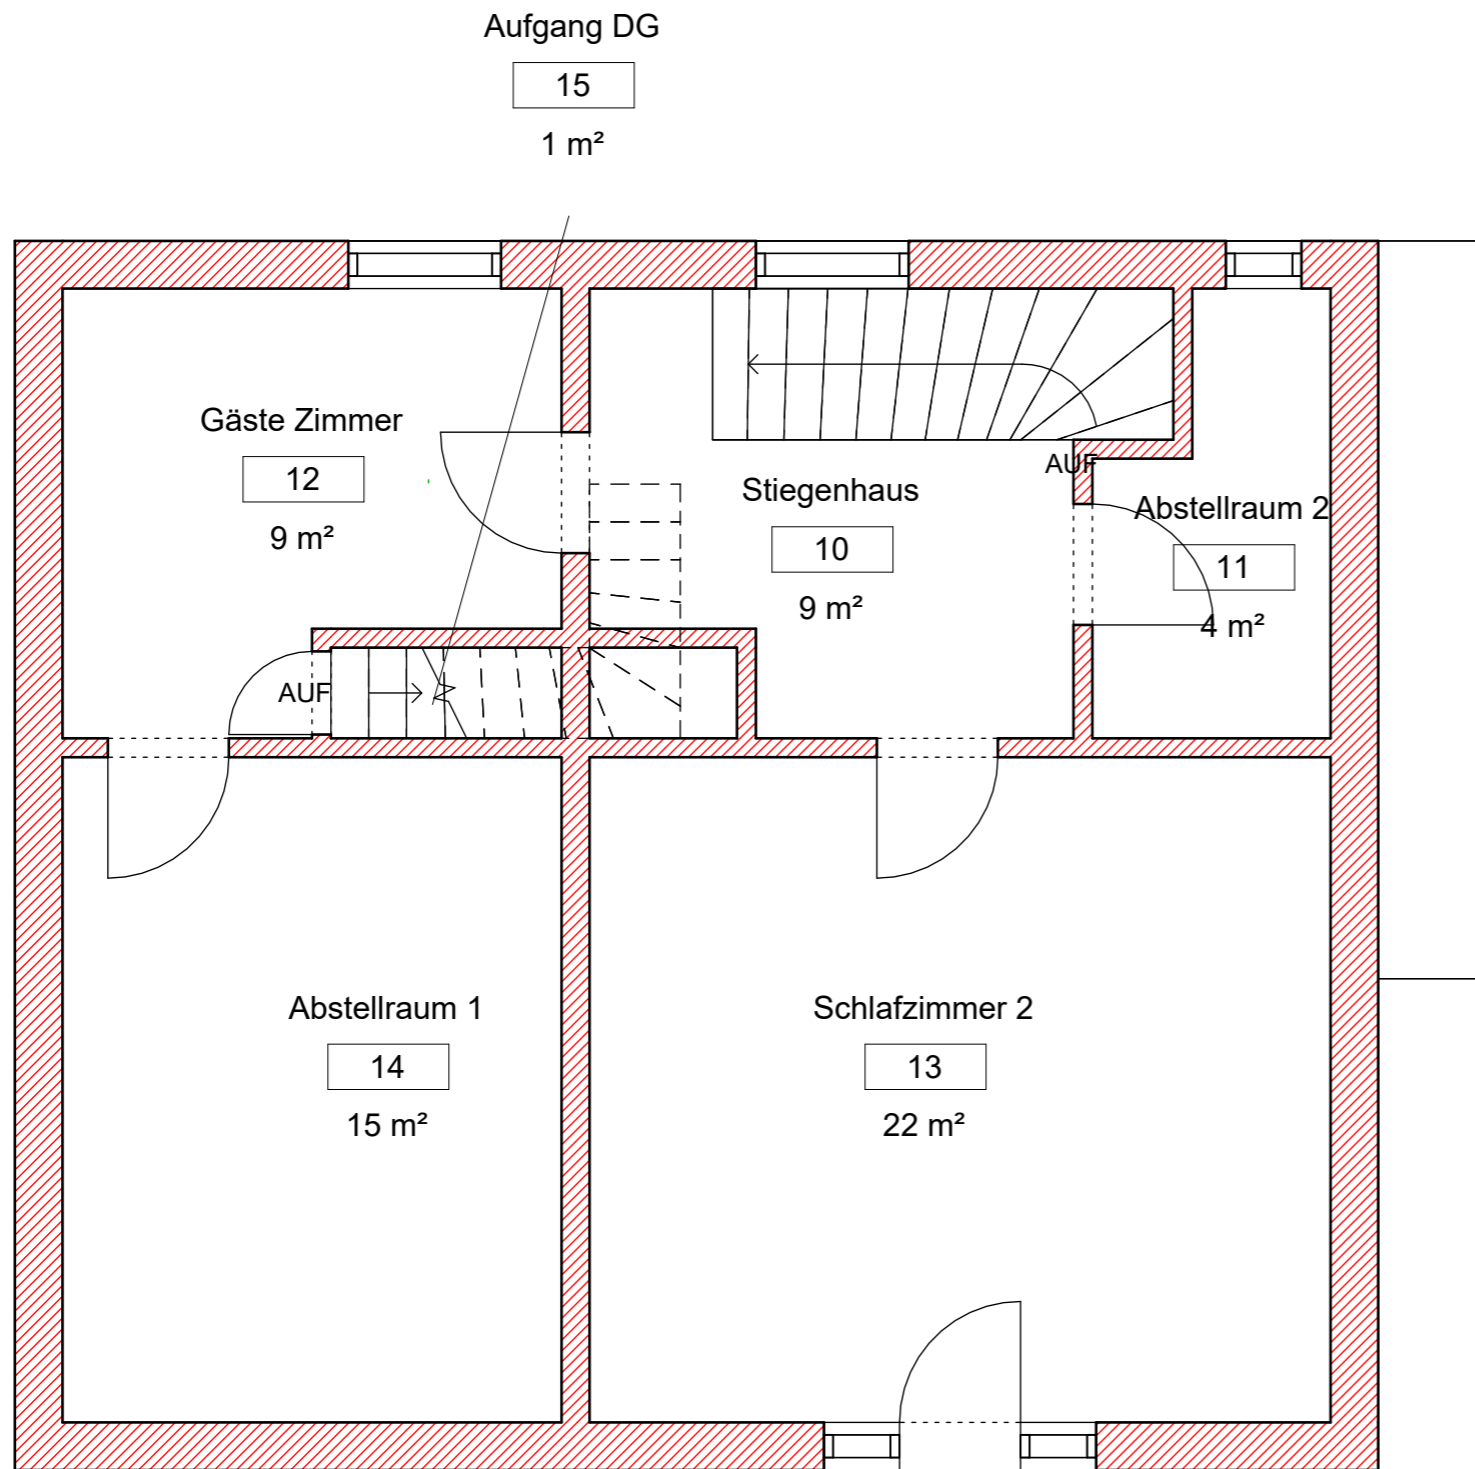 Aufgang DG
15
1 m²
Gäste Zimmer
12
9 m²
AUF
Stiegenhaus
10
9 m²
AUF
Abstellraum 2
11
4 m²
Abstellraum 1
14
15 m²
Schlafzimmer 2
13
22 m²